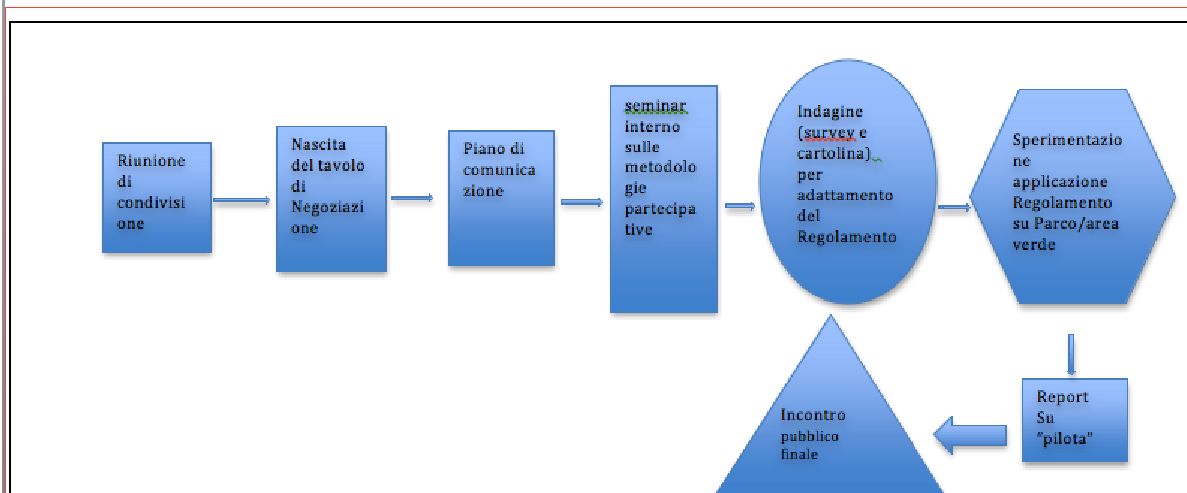 Riunione
di
condivisi
one
Nascita
del tavolo
di
Negoziazi
one
Piano di
comunica
zione
seminar
interno
sulle
metodolo
gie
partecipa
tive
Indagine
(survey e
cartolina)
per
adattamento
del
Regolamento
Sperimentazio
ne
applicazione
Regolamento
su Parco/area
verde
Report
Su
"pilota"
Incontro
pubblico
finale